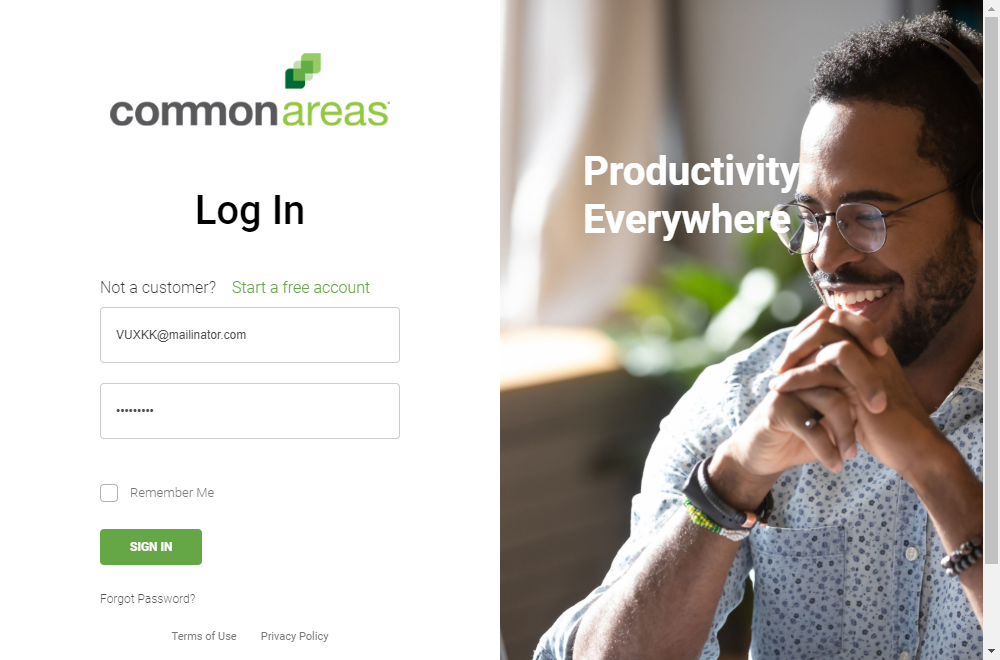 commonareas
Log In
Not a customer? Start a free account
VUXKK@mailinator.com
•••••••••
Remember Me
SIGN IN
Forgot Password?
Terms of Use Privacy Policy
Productivity,
Everywhere